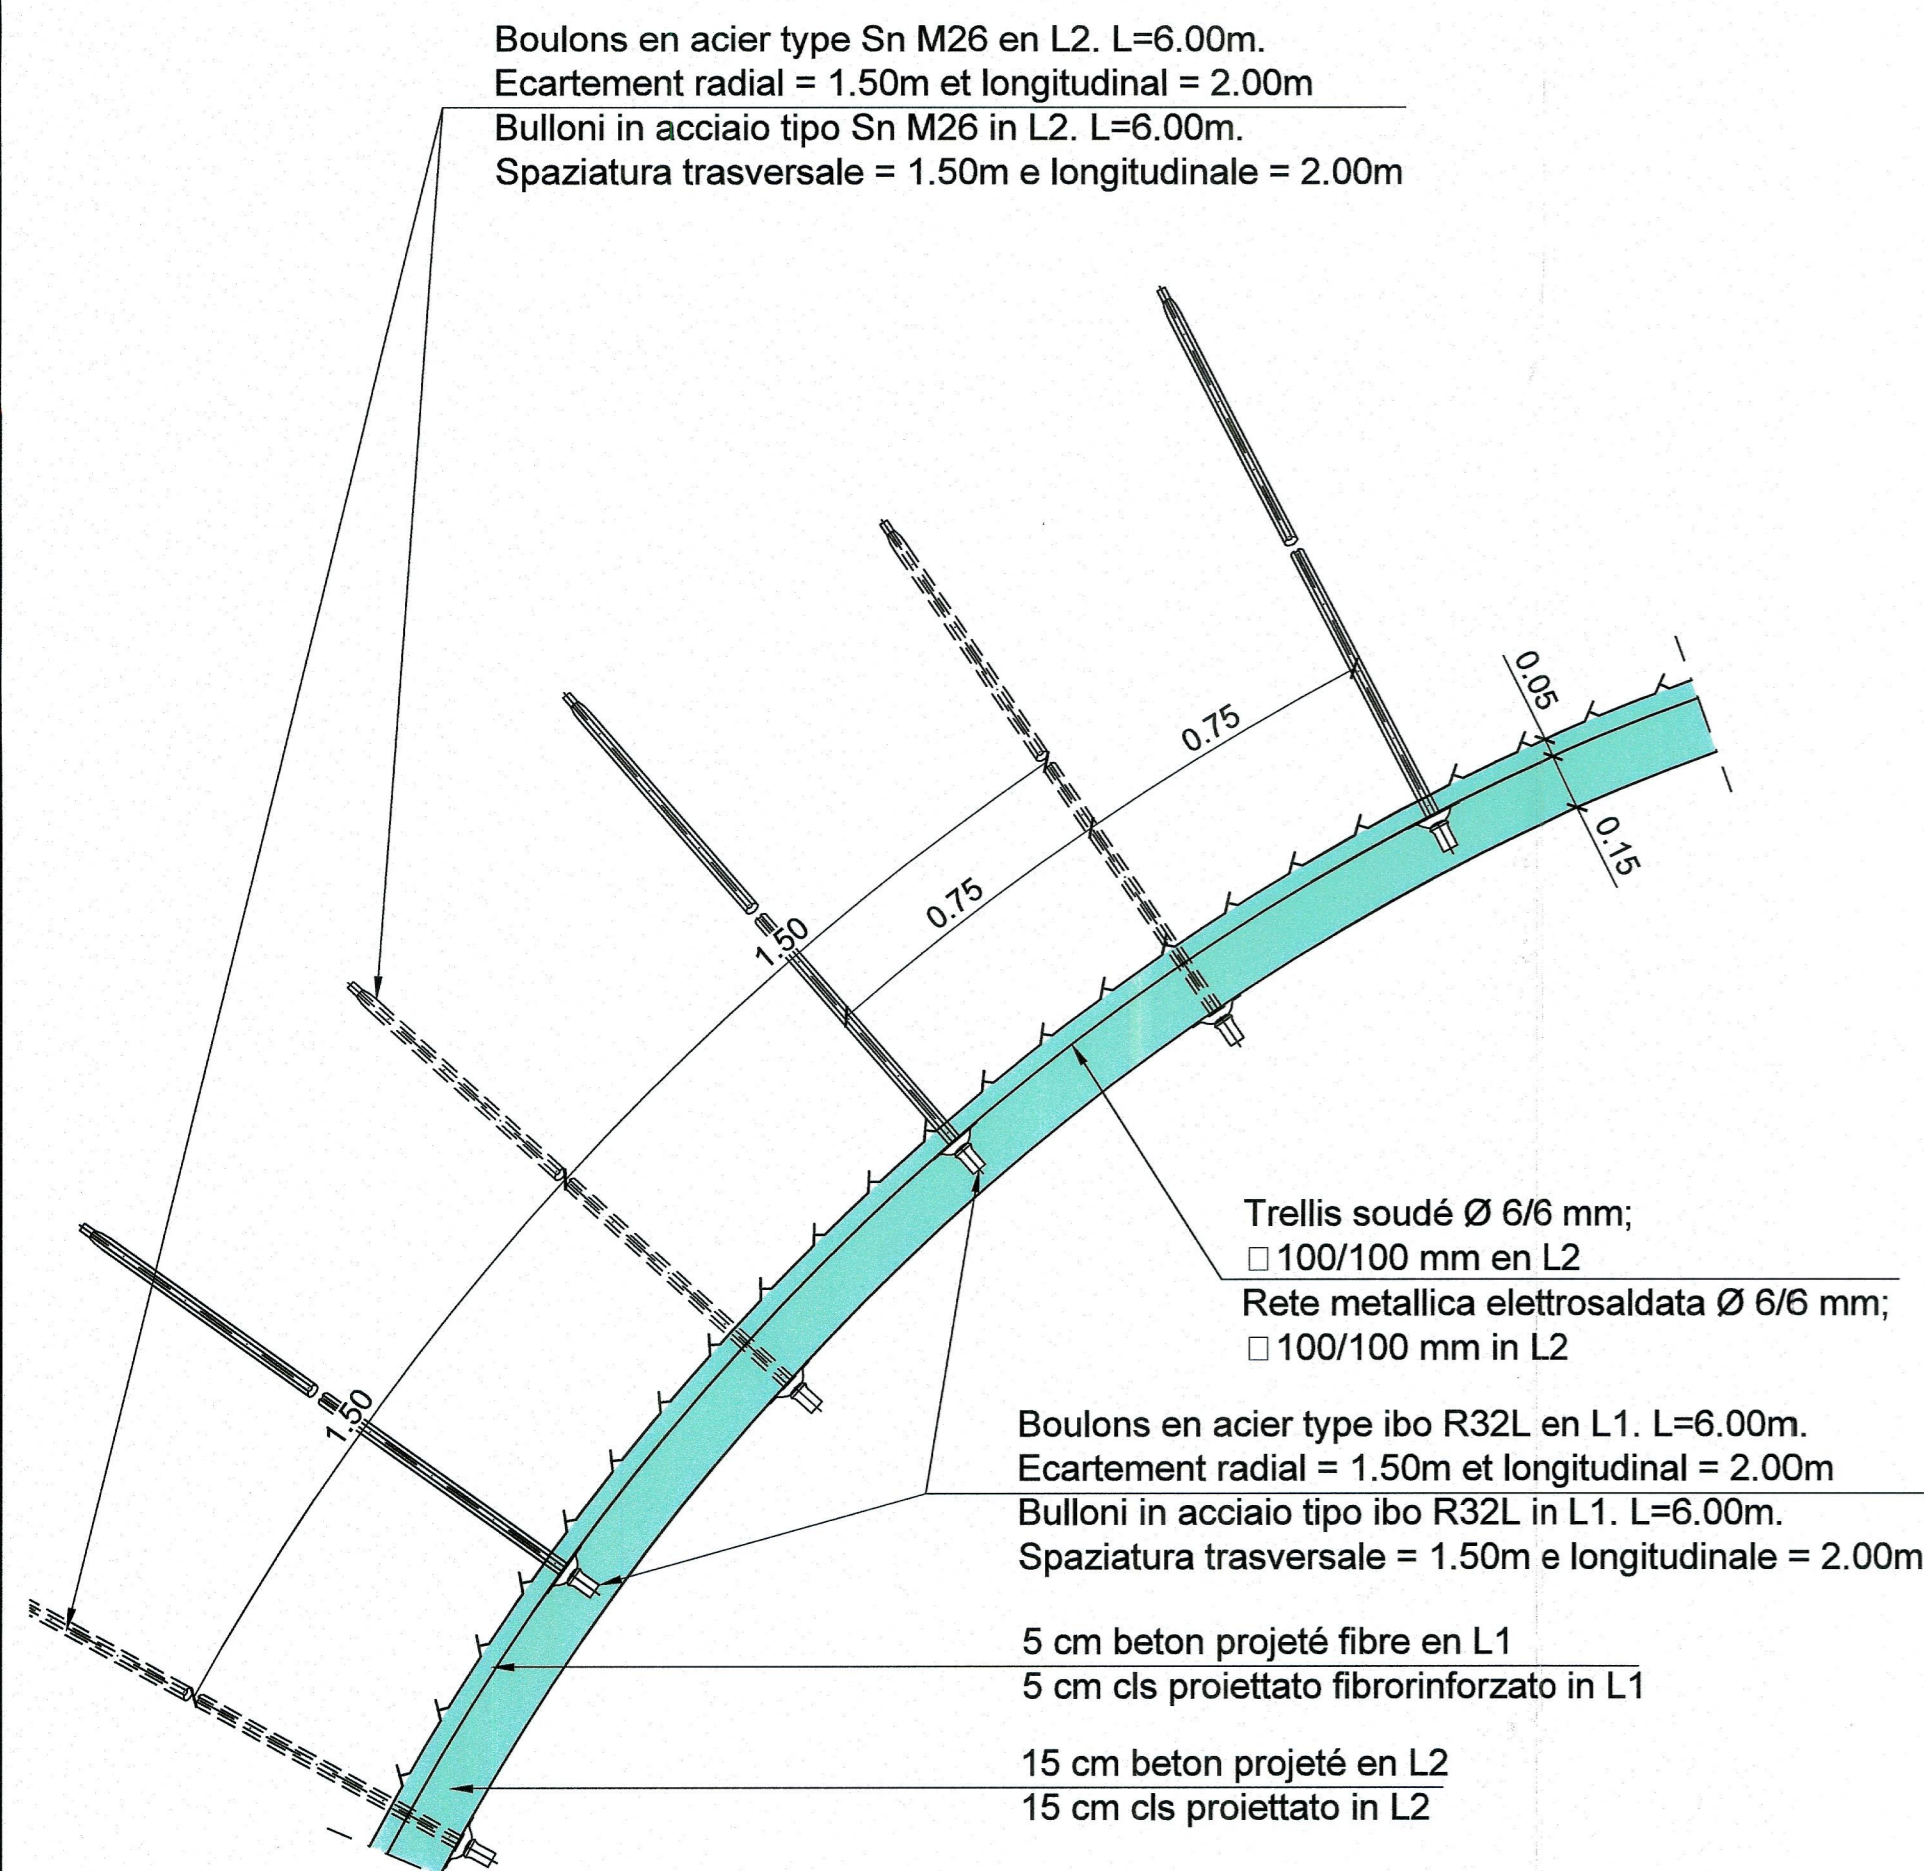 Boulons en acier type Sn M26 en L2. L=6.00m.
Ecartement radial = 1.50m et longitudinal = 2.00m
Bulloni in acciaio tipo Sn M26 in L2. L=6.00m.
Spaziatura trasversale = 1.50m e longitudinale = 2.00m
0.05
0.75
0.15
0.75
1.50
Trellis soudé Ø 6/6 mm;
□ 100/100 mm en L2
Rete metallica elettrosaldata Ø 6/6 mm;
□ 100/100 mm in L2
1.50
Boulons en acier type ibo R32L en L1. L=6.00m.
Ecartement radial = 1.50m et longitudinal = 2.00m
Bulloni in acciaio tipo ibo R32L in L1. L=6.00m.
Spaziatura trasversale = 1.50m e longitudinale = 2.00m
5 cm beton projeté fibre en L1
5 cm cls proiettato fibrorinforzato in L1
15 cm beton projeté en L2
15 cm cls proiettato in L2